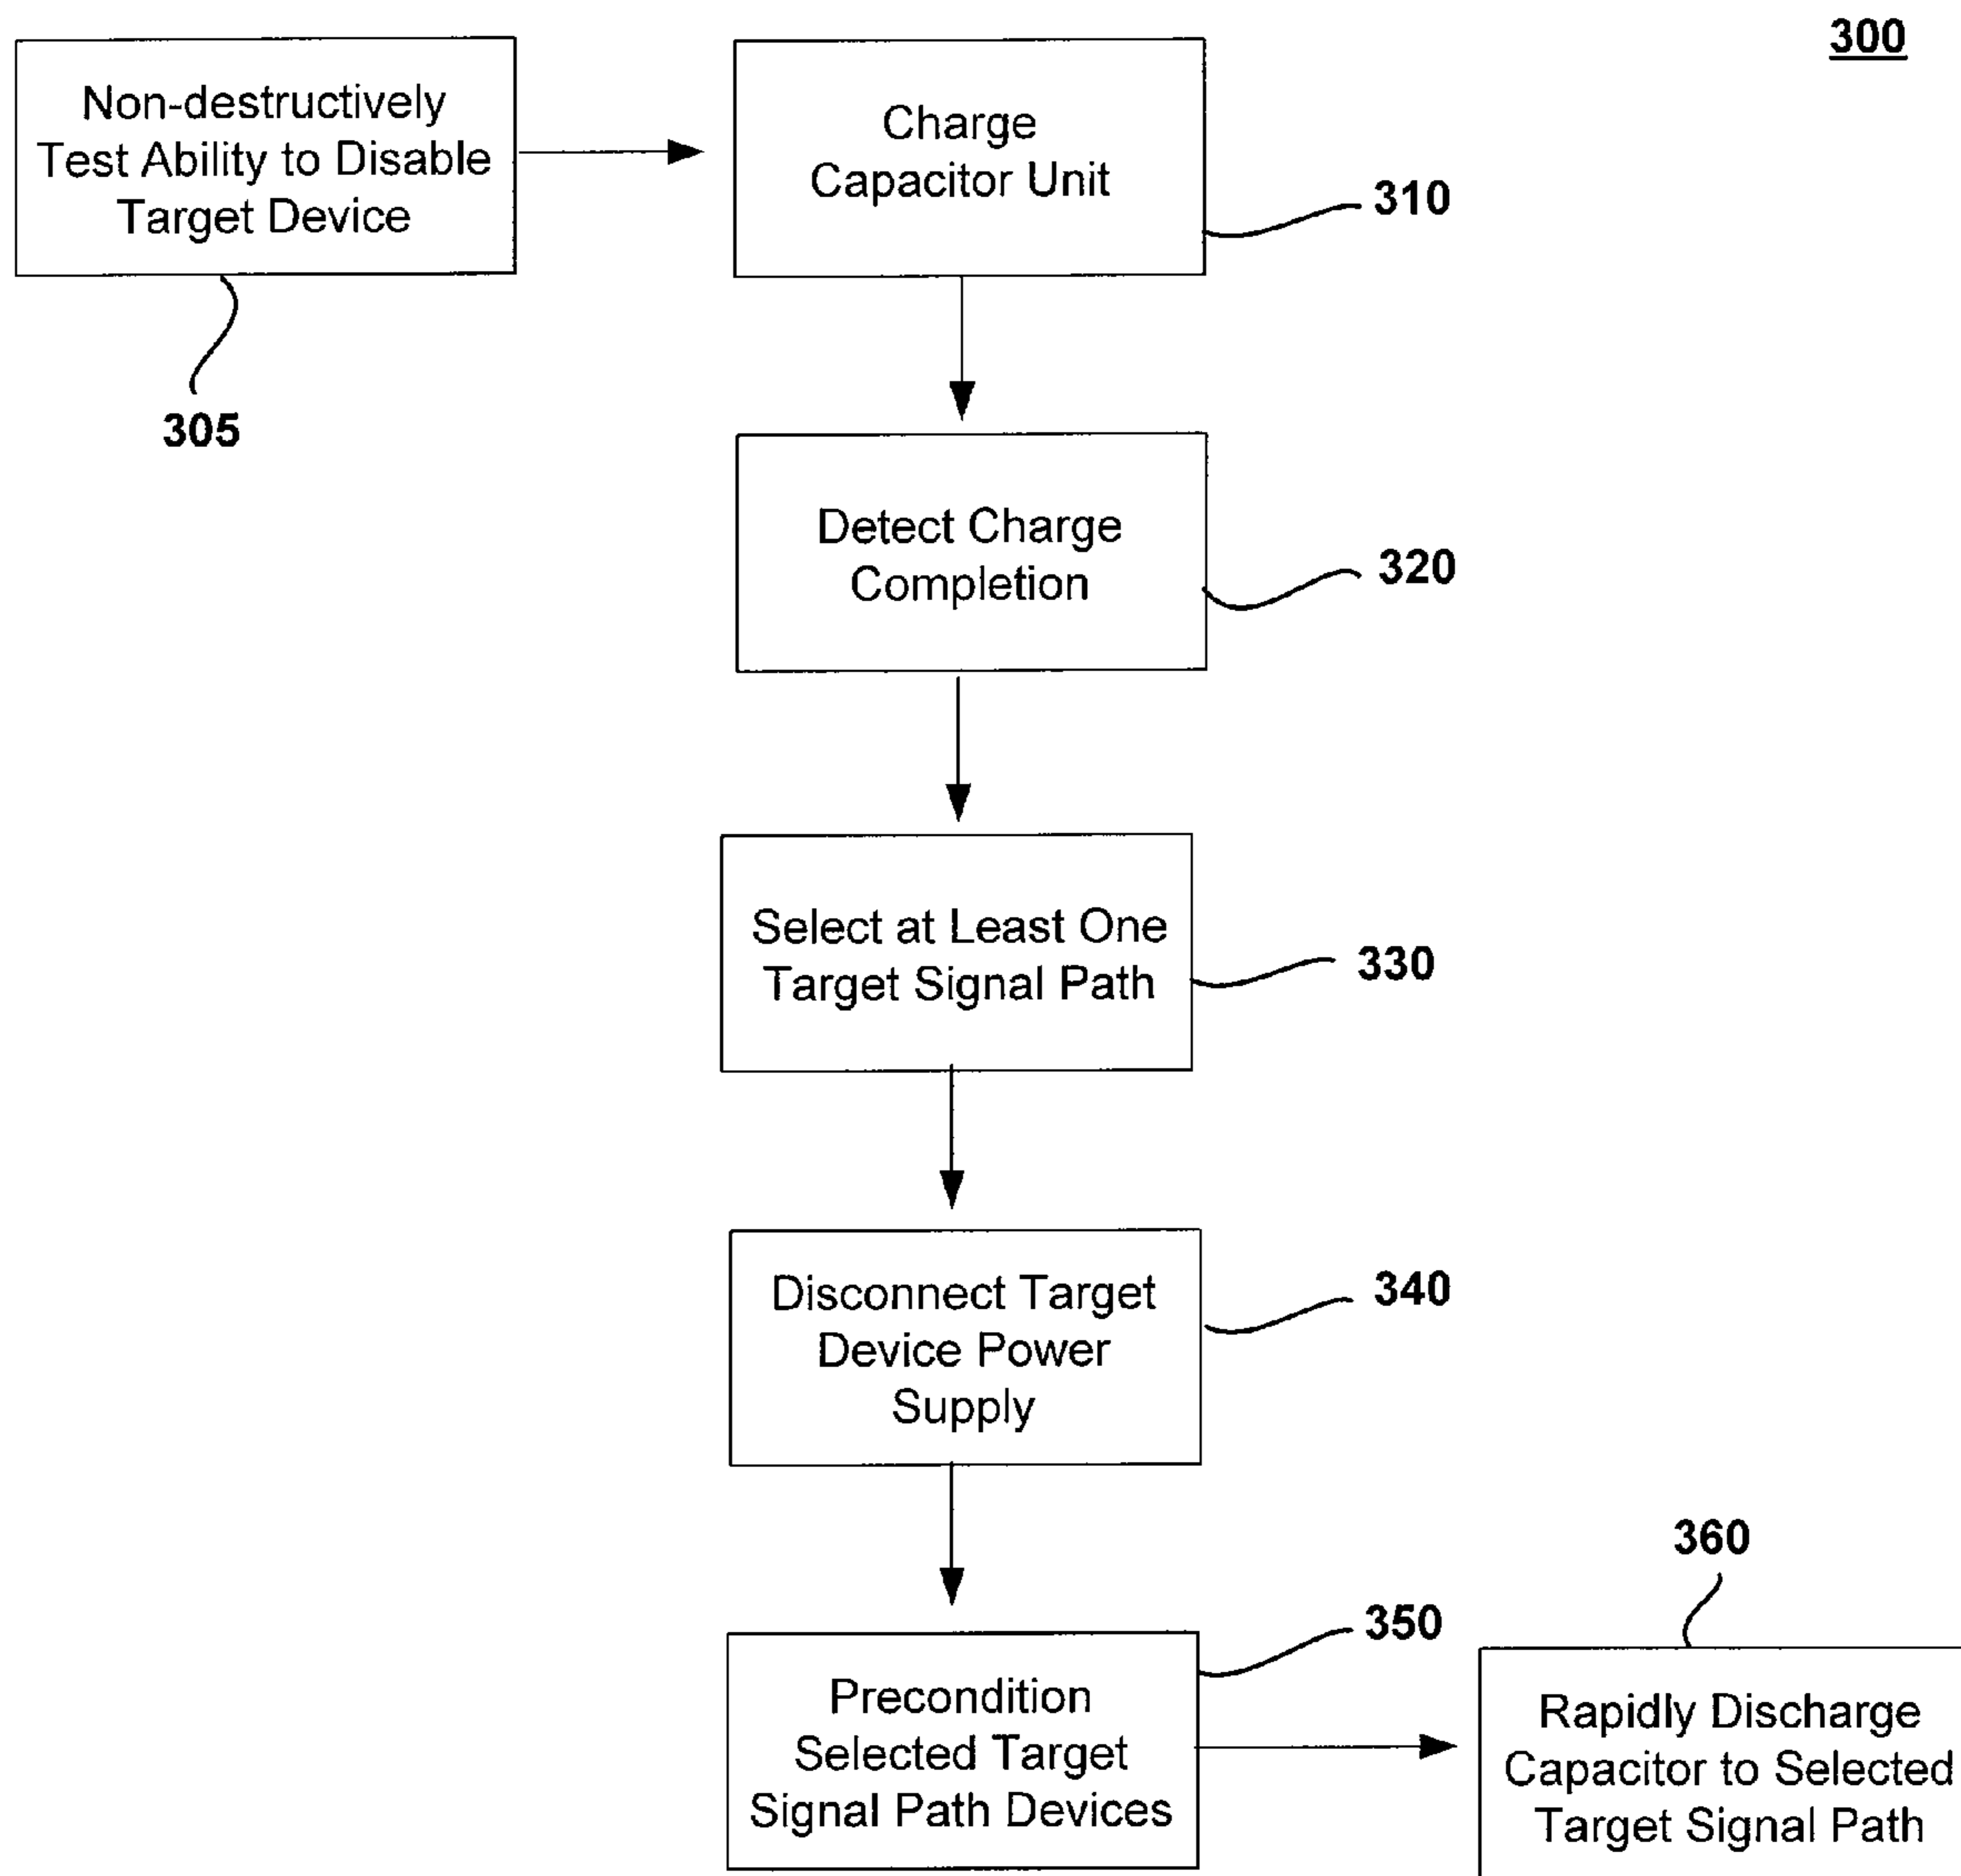 300
Non-destructively
Test Ability to Disable
Target Device
305
Charge
Capacitor Unit
310
Detect Charge
Completion
320
Select at Least One
Target Signal Path
330
Disconnect Target
Device Power
Supply
340
Precondition
Selected Target
Signal Path Devices
350
360
Rapidly Discharge
Capacitor to Selected
Target Signal Path